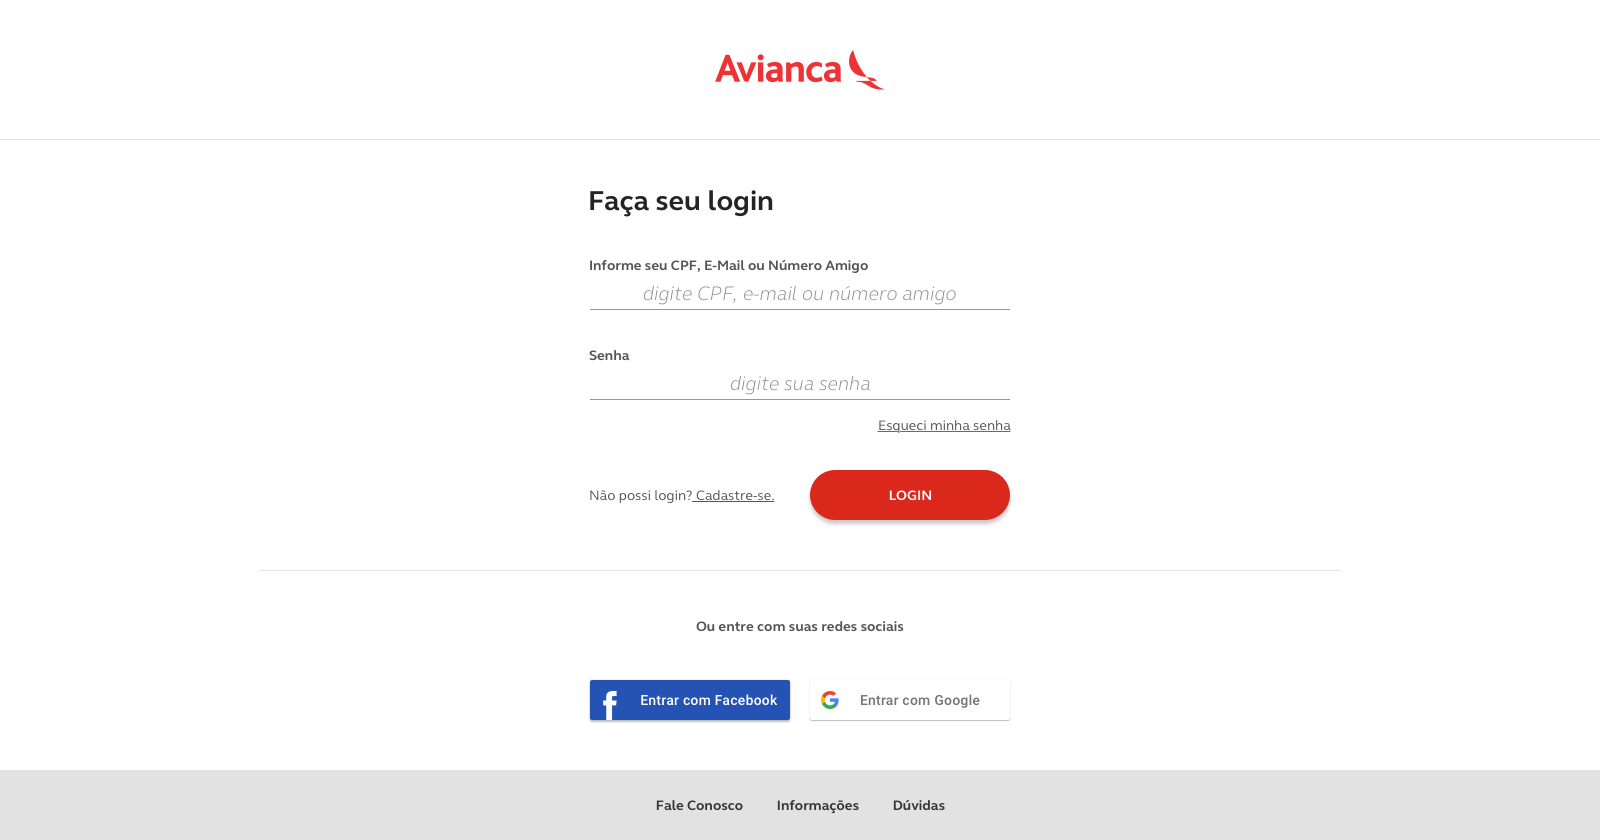 Avianca
Faça seu login
Informe seu CPF, E-Mail ou Número Amigo
digite CPF, e-mail ou número amigo
Senha
digite sua senha
Esqueci minha senha
Não possi login? Cadastre-se.
LOGIN
Ou entre com suas redes sociais
Entrar com Facebook
Entrar com Google
Fale Conosco Informações Dúvidas